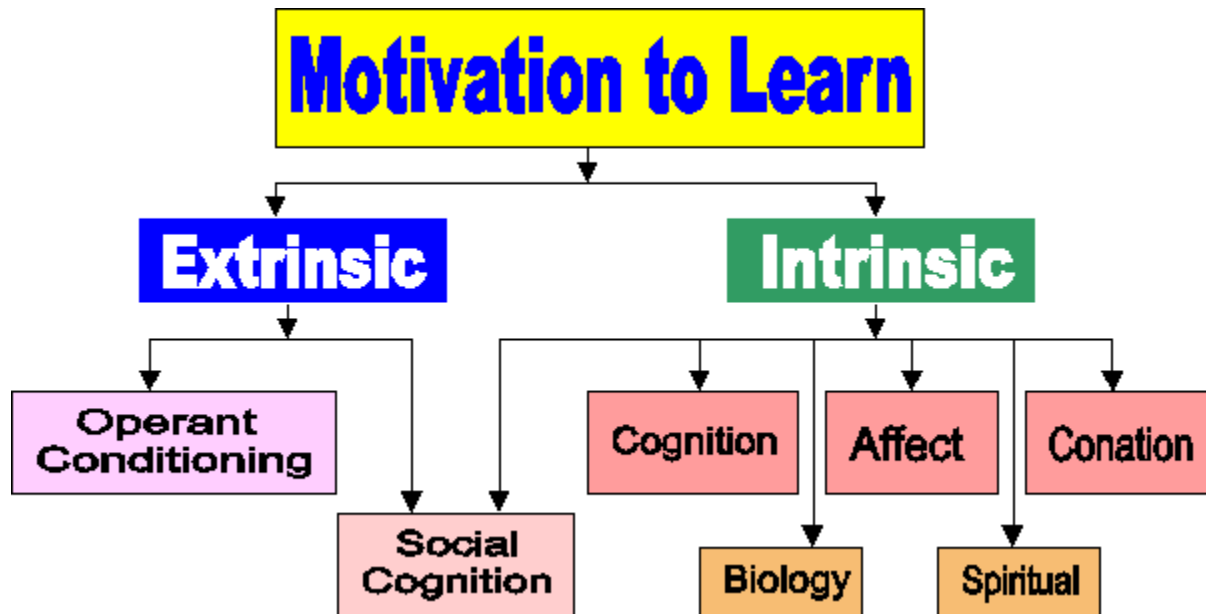 Motivation to Learn
Extrinsic
Intrinsic
Operant
Conditioning
Cognition
Affect
Conation
Social
Cognition
Biology
Spiritual